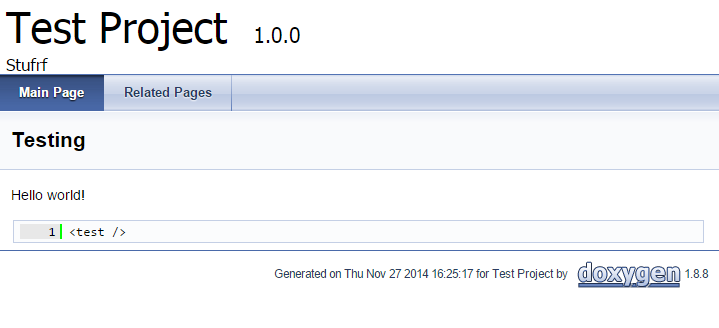 Test Project 1.0.0
Stufrf
Main Page Related Pages
Testing
Hello world!
1 <test />
Generated on Thu Nov 27 2014 16:25:17 for Test Project by doxygen 1.8.8